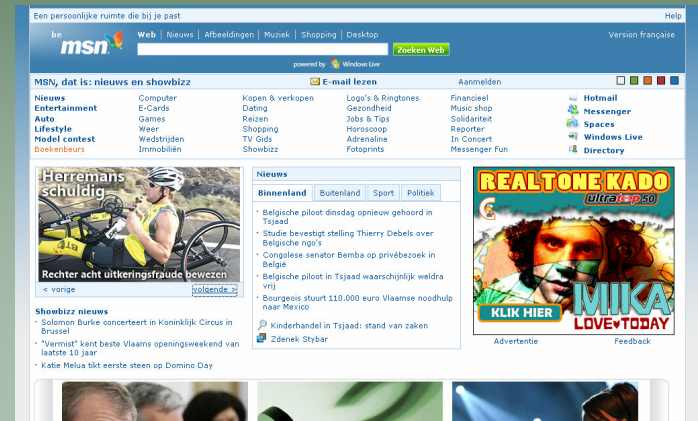 Een persoonlijke ruimte die bij je past
Help
be
msn
Web | Nieuws | Afbeeldingen | Muziek | Shopping | Desktop
Version française
Zoeken Web
powered by Windows Live
MSN, dat is: nieuws en showbizz
E-mail lezen
Aanmelden
Nieuws Computer Kopen & verkopen Logo's & Ringtones Financieel Hotmail
Entertainment E-Cards Dating Gezondheid Music shop Messenger
Auto Games Reizen Jobs & Tips Solidariteit Spaces
Lifestyle Weer Shopping Horoscoop Reporter Windows Live
Model contest Wedstrijden TV Gids Adrenaline In Concert Directory
Boekenbeurs Immobiliën Showbizz Fotoprints Messenger Fun
Herremans
schuldig
Rechter acht uitkeringsfraude bewezen
< vorige
volgende >
Showbizz nieuws
Solomon Burke concerteert in Koninklijk Circus in
Brussel
"Vermist" kent beste Vlaams openingsweekend van
laatste 10 jaar
Katie Melua tikt eerste steen op Domino Day
Nieuws
Binnenland Buitenland Sport Politiek
Belgische piloot dinsdag opnieuw gehoord in
Tsjaad
Studie bevestigt stelling Thierry Debels over
Belgische ngo's
Congolese senator Bemba op privébezoek in
België
Belgische piloot in Tsjaad waarschijnlijk weldra
vrij
Bourgeois stuurt 110.000 euro Vlaamse noodhulp
naar Mexico
Kinderhandel in Tsjaad: stand van zaken
Zdenek Stybar
REALTONE KADO
ultratop 50
MIKA
KLIK HIER
LOVE♥TODAY
Advertentie
Feedback